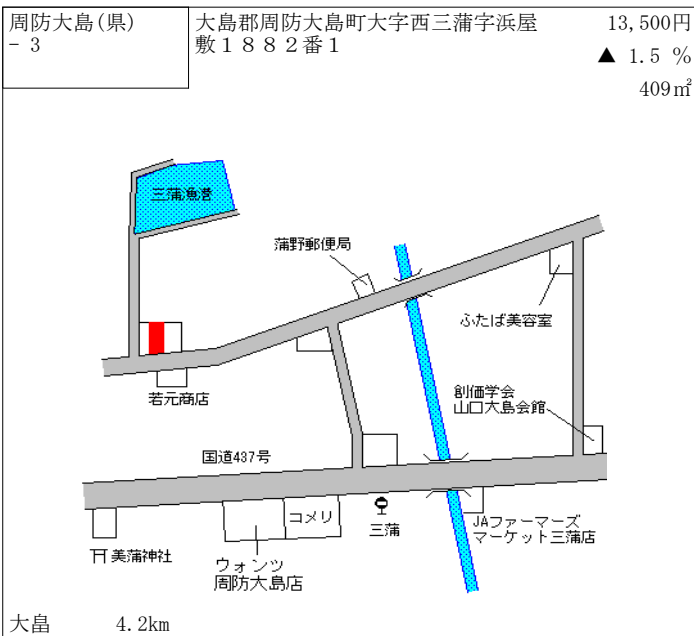 周防大島(県)
- 3
大島郡周防大島町大字西三蒲字浜屋
敷1882番1
13,500円
▲ 1.5 %
409㎡
三蒲漁港
蒲野郵便局
ふたば美容室
若元商店
創価学会
山口大島会館
国道437号
コメリ
三蒲
JAファーマーズ
マーケット三蒲店
美蒲神社
ウォンツ
周防大島店
大畠 4.2km